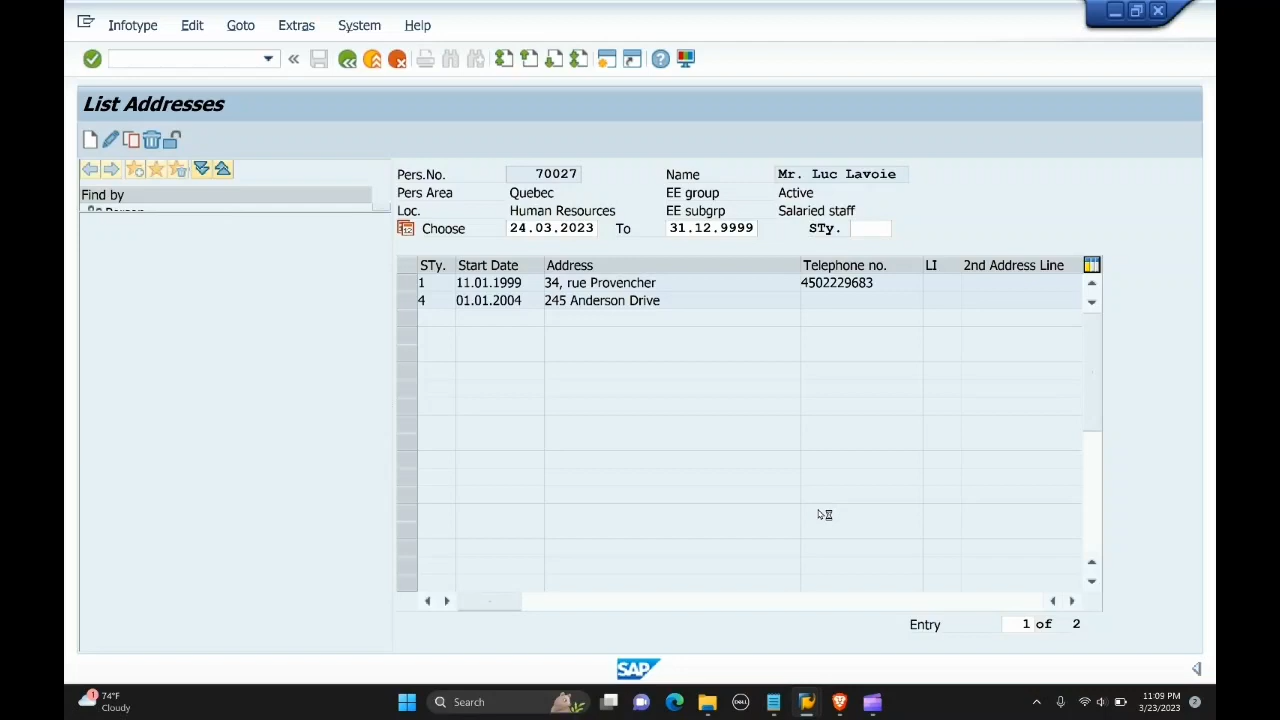 Infotype Edit Goto Extras System Help
List Addresses
Find by
Pers.No. 70027 Name Mr. Luc Lavoie
Pers Area Quebec EE group Active
Loc. Human Resources EE subgrp Salaried staff
Choose 24.03.2023 To 31.12.9999 STy.
STy. Start Date Address Telephone no. LI 2nd Address Line
1 11.01.1999 34, rue Provencher 4502229683
4 01.01.2004 245 Anderson Drive
Entry 1 of 2
SAP
1 74°F
Cloudy
Search
DELL
11:09 PM
3/23/2023
2